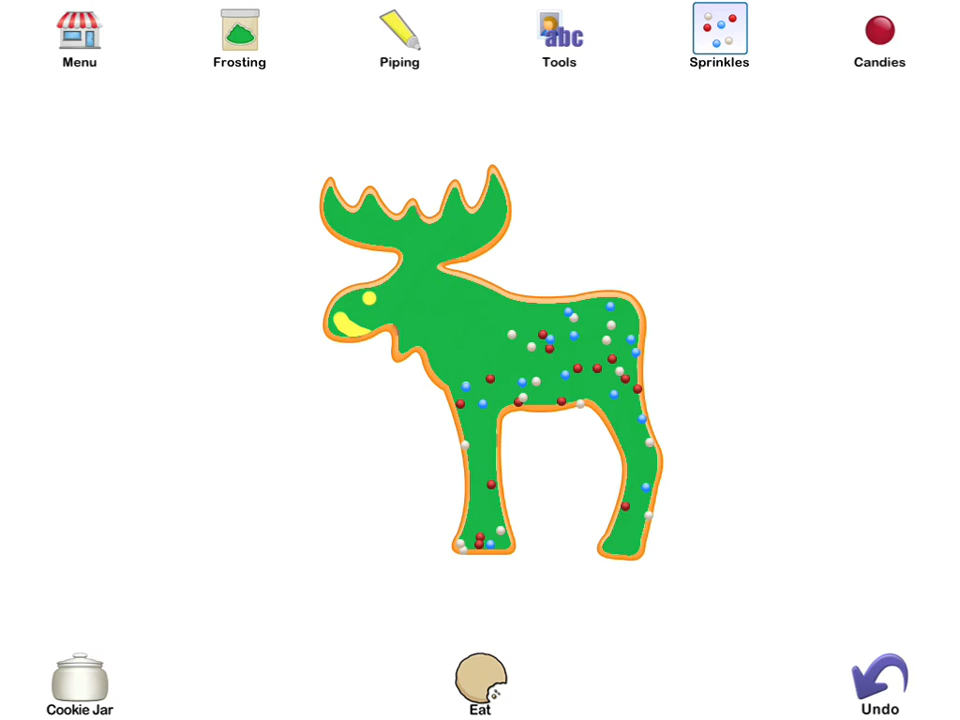 Menu
Frosting
Piping
abc
Tools
Sprinkles
Candies
Cookie Jar
Eat
Undo